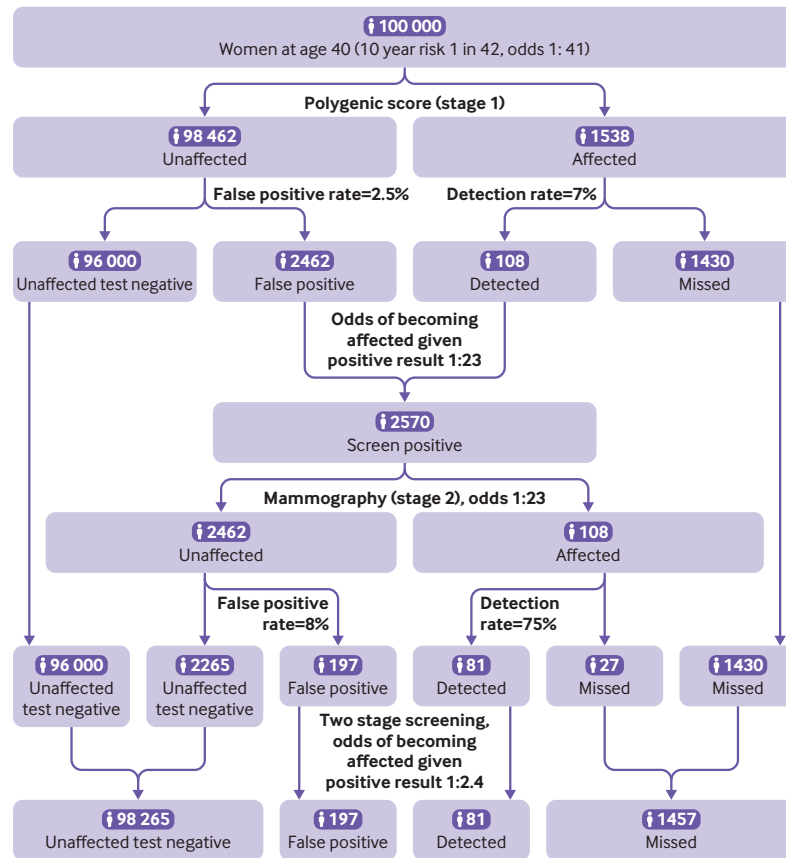 100 000
Women at age 40 (10 year risk 1 in 42, odds 1: 41)
Polygenic score (stage 1)
98 462
Unaffected
1538
Affected
False positive rate=2.5%
Detection rate=7%
96 000
Unaffected test negative
2462
False positive
108
Detected
1430
Missed
Odds of becoming
affected given
positive result 1:23
2570
Screen positive
Mammography (stage 2), odds 1:23
2462
Unaffected
108
Affected
False positive
rate=8%
Detection
rate=75%
96 000
Unaffected
test negative
2265
Unaffected
test negative
197
False positive
81
Detected
27
Missed
1430
Missed
Two stage screening,
odds of becoming
affected given
positive result 1:2.4
98 265
Unaffected test negative
197
False positive
81
Detected
1457
Missed